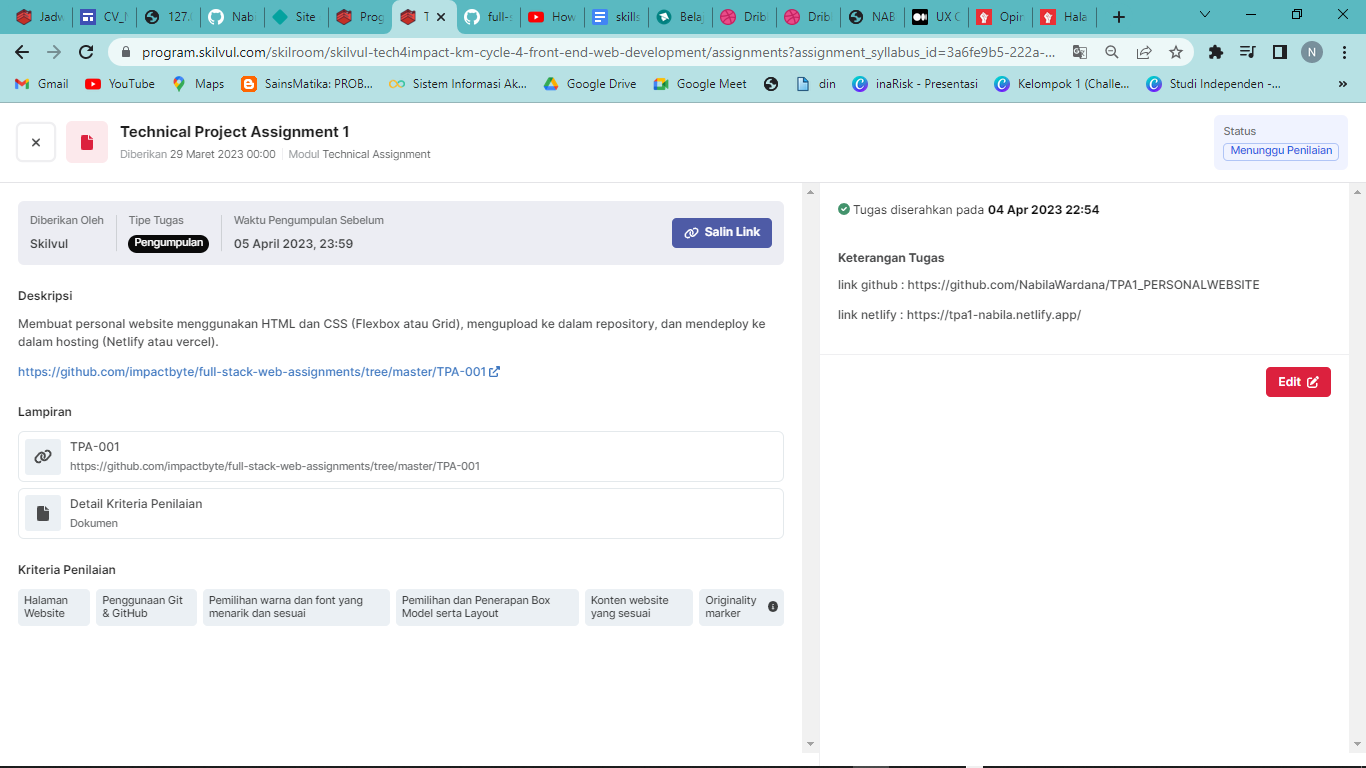 Jadw
CV_N
127.
Nab
Site
Prog
T
full-s
How
skills
Bela
Drib
Drib
NAB
UX C
Opin
Hala
program.skilvul.com/skilroom/skilvul-tech4impact-km-cycle-4-front-end-web-development/assignments?assignment_syllabus_id=3a6fe9b5-222a-...
N
Gmail
YouTube
Maps
SainsMatika: PROB...
Sistem Informasi Ak...
Google Drive
Google Meet
din
inaRisk - Presentasi
Kelompok 1 (Challe...
Studi Independen -...
»
Technical Project Assignment 1
Diberikan 29 Maret 2023 00:00 | Modul Technical Assignment
Status
Menunggu Penilaian
Diberikan Oleh
Skilvul
Tipe Tugas
Pengumpulan
Waktu Pengumpulan Sebelum
05 April 2023, 23:59
Salin Link
Deskripsi
Membuat personal website menggunakan HTML dan CSS (Flexbox atau Grid), mengupload ke dalam repository, dan mendeploy ke
dalam hosting (Netlify atau vercel).
https://github.com/impactbyte/full-stack-web-assignments/tree/master/TPA-001
Lampiran
TPA-001
https://github.com/impactbyte/full-stack-web-assignments/tree/master/TPA-001
Detail Kriteria Penilaian
Dokumen
Kriteria Penilaian
Halaman
Website
Penggunaan Git
& GitHub
Pemilihan warna dan font yang
menarik dan sesuai
Pemilihan dan Penerapan Box
Model serta Layout
Konten website
yang sesuai
Originality
marker
Tugas diserahkan pada 04 Apr 2023 22:54
Keterangan Tugas
link github : https://github.com/NabilaWardana/TPA1_PERSONALWEBSITE
link netlify : https://tpa1-nabila.netlify.app/
Edit